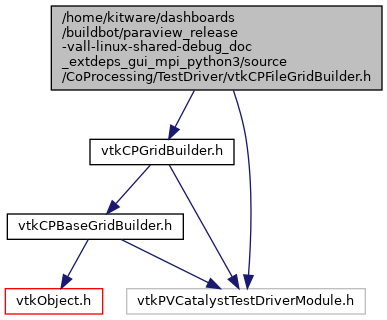 /home/kitware/dashboards
/buildbot/paraview_release
-vall-linux-shared-debug_doc
_extdeps_gui_mpi_python3/source
/CoProcessing/TestDriver/vtkCPFileGridBuilder.h
vtkCPGridBuilder.h
vtkCPBaseGridBuilder.h
vtkObject.h
vtkPVCatalystTestDriverModule.h